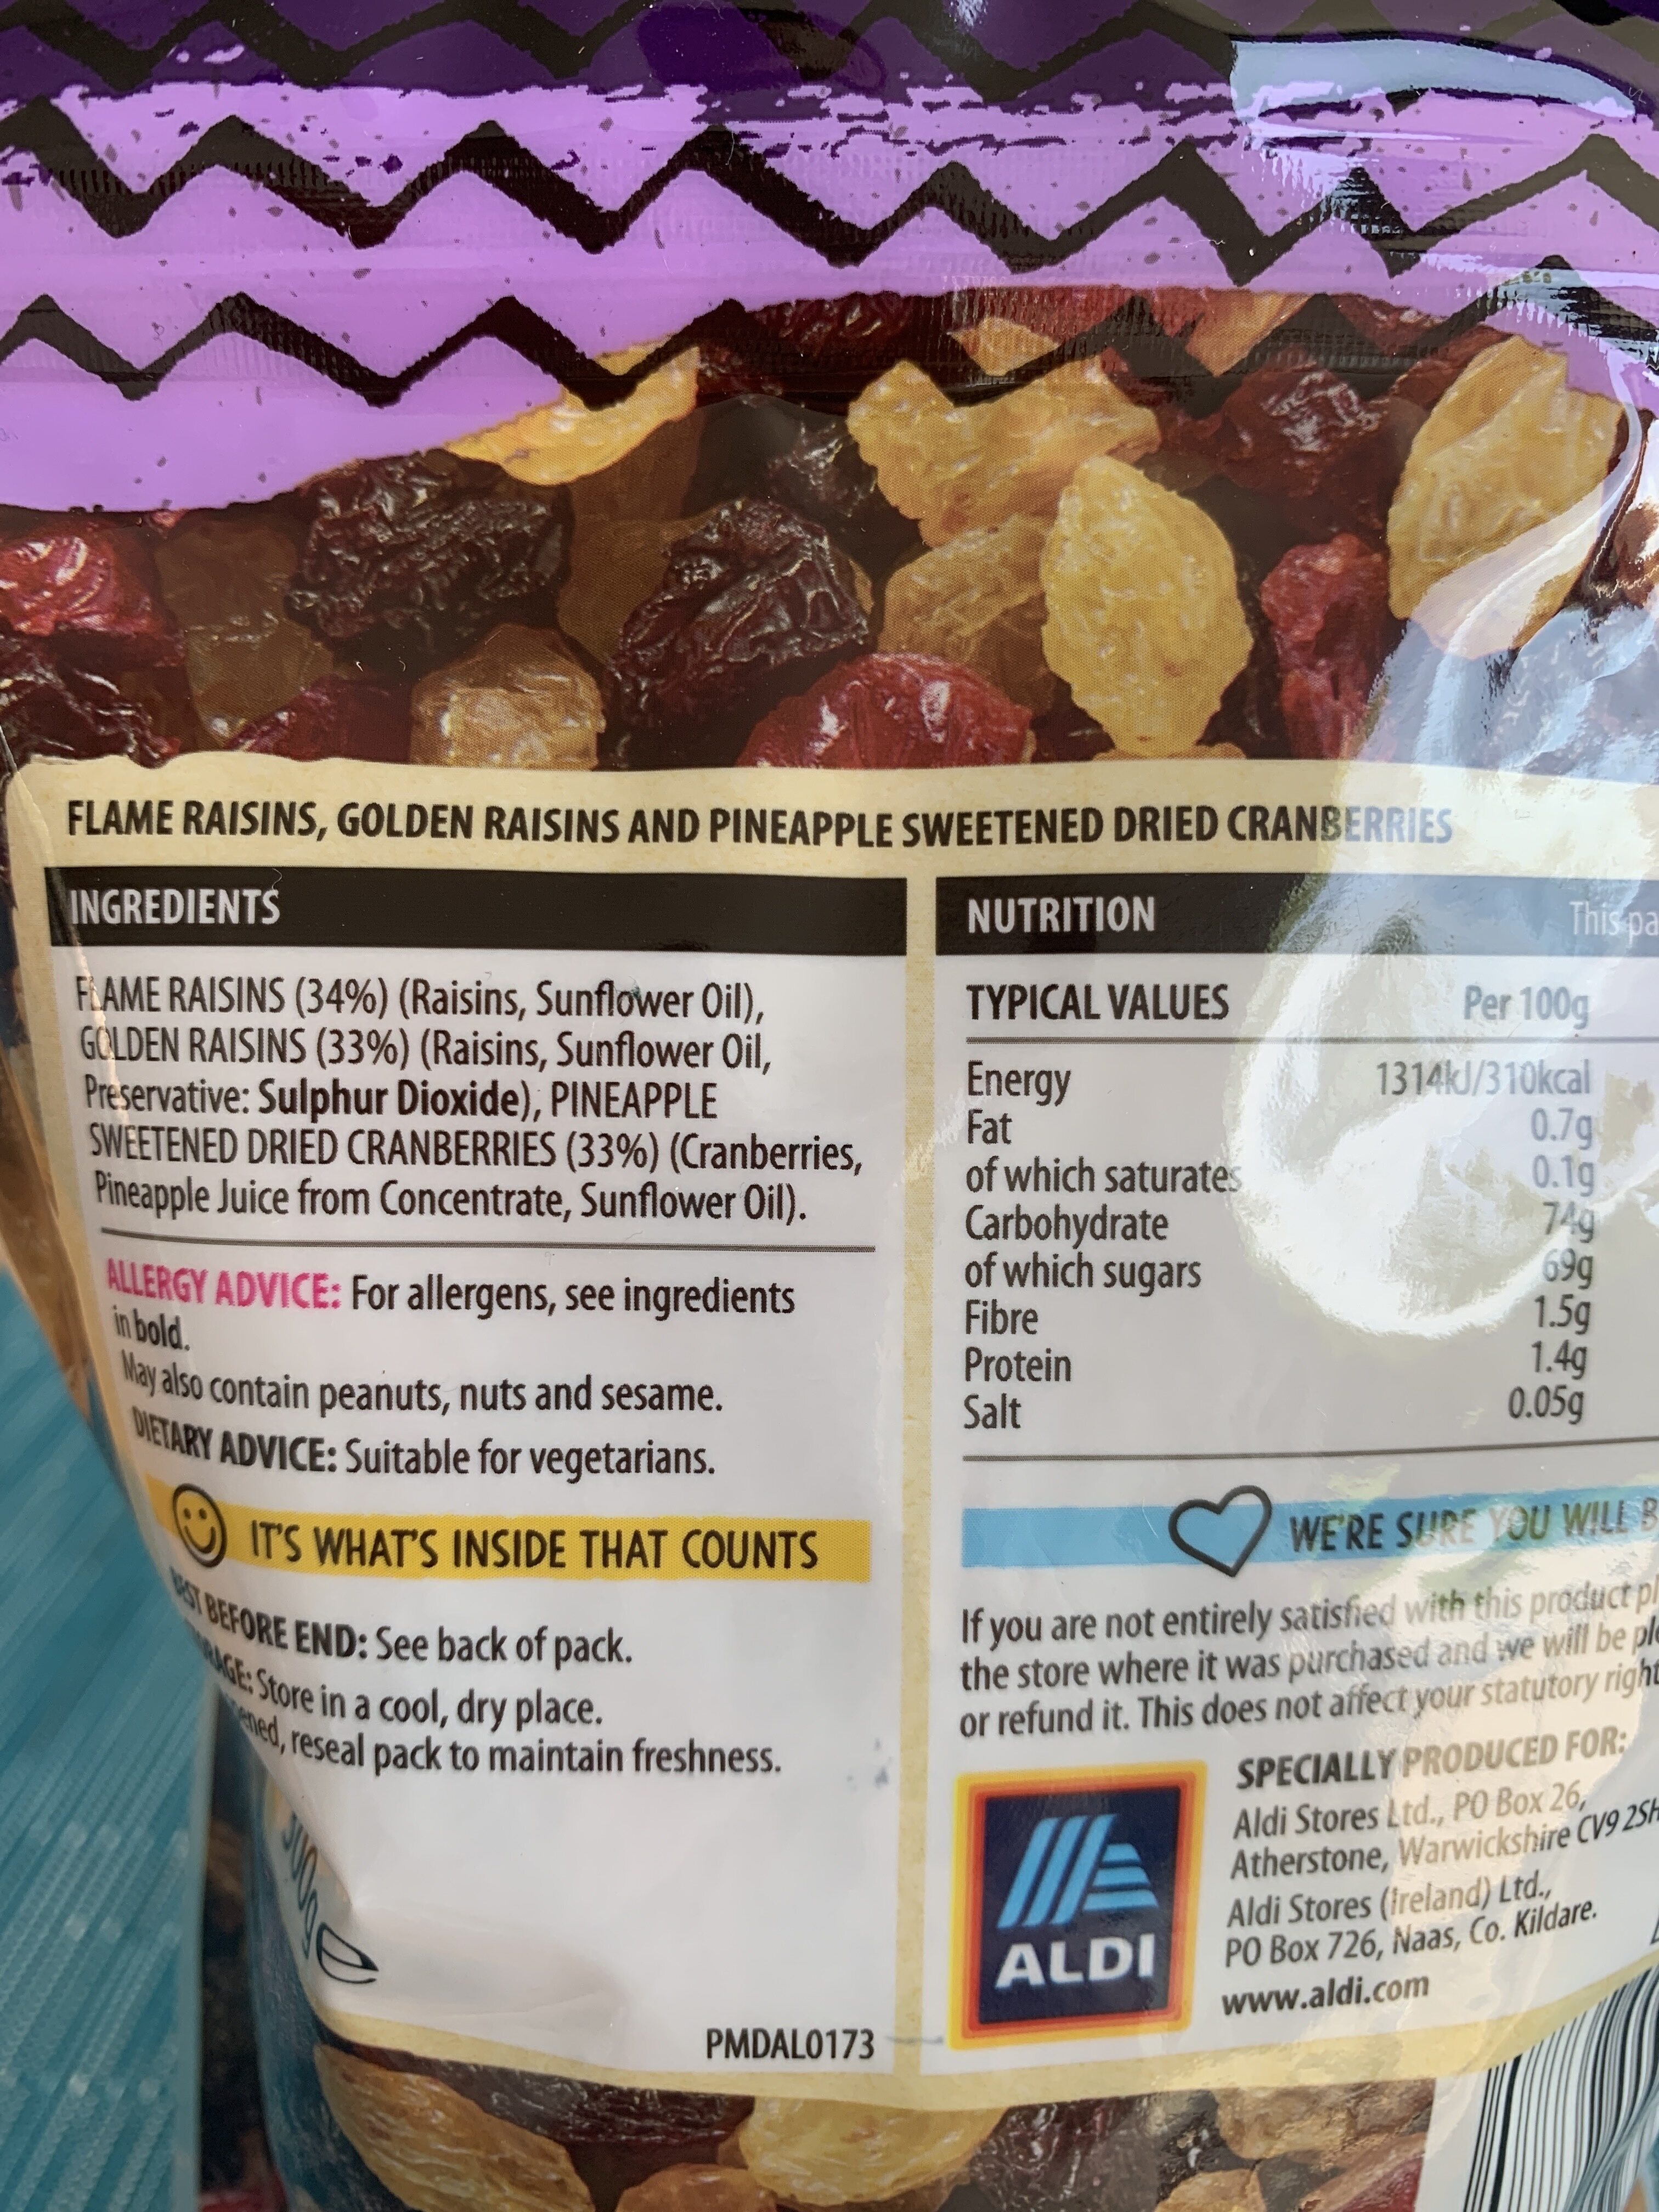 FLAME RAISINS, GOLDEN RAISINS AND PINEAPPLE SWEETENED DRIED CRANBERRIES
INGREDIENTS
FLAME RAISINS (34%) (Raisins, Sunflower Oil),
GOLDEN RAISINS (33%) (Raisins, Sunflower Oil,
Preservative: Sulphur Dioxide), PINEAPPLE
SWEETENED DRIED CRANBERRIES (33%) (Cranberries,
Pineapple Juice from Concentrate, Sunflower Oil).
ALLERGY ADVICE: For allergens, see ingredients
in bold.
May also contain peanuts, nuts and sesame.
DIETARY ADVICE: Suitable for vegetarians.
IT'S WHAT'S INSIDE THAT COUNTS
BEST BEFORE END: See back of pack.
Store in a cool, dry place.
reseal pack to maintain freshness.
300g e
PMDAL0173
NUTRITION This
TYPICAL VALUES Per 100g
Energy 1314kJ/310kcal
Fat 0.7g
of which saturates 0.1g
Carbohydrate 74g
of which sugars 69g
Fibre 1.5g
Protein 1.4g
Salt 0.05g
WE'RE SURE YOU WILL
If you are not entirely satisfied with this product
the store where it was purchased and we will be
or refund it. This does not affect your statutory
SPECIALLY PRODUCED FOR:
Aldi Stores Ltd., PO Box 26,
Atherstone, Warwickshire CV9 2SH
Aldi Stores (Ireland) Ltd.,
PO Box 726, Naas, Co. Kildare.
www.aldi.com
ALDI